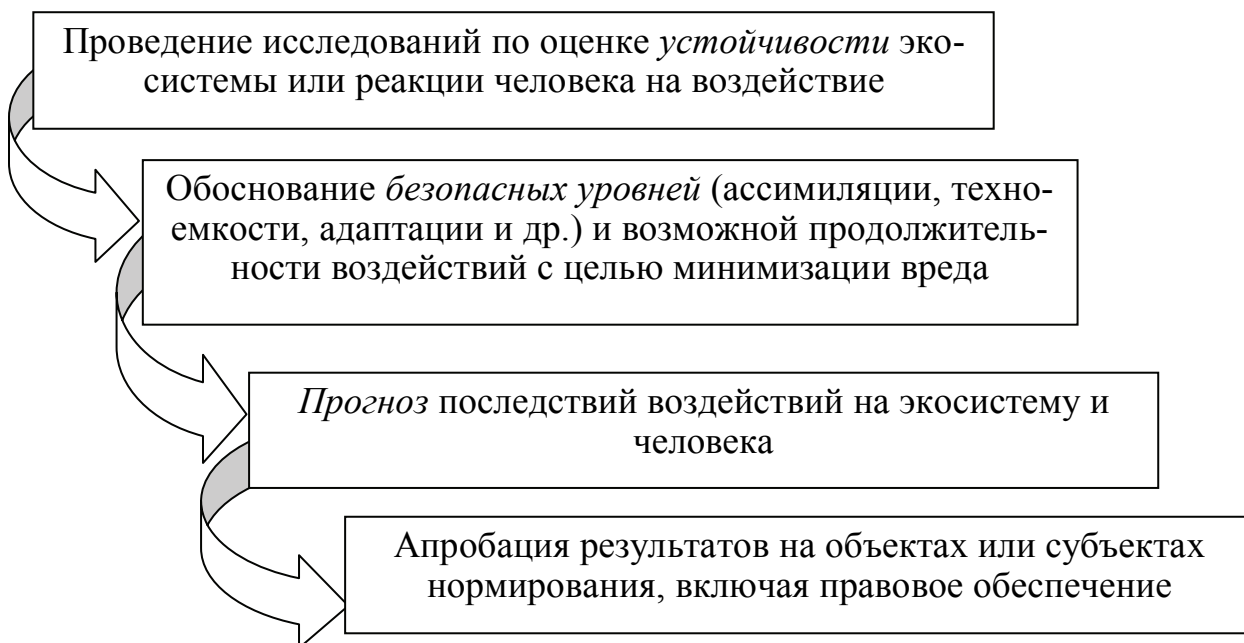 Проведение исследований по оценке устойчивости эко-
системы или реакции человека на воздействие
Обоснование безопасных уровней (ассимиляции, техно-
емкости, адаптации и др.) и возможной продолжитель-
ности воздействий с целью минимизации вреда
Прогноз последствий воздействий на экосистему и
человека
Апробация результатов на объектах или субъектах
нормирования, включая правовое обеспечение